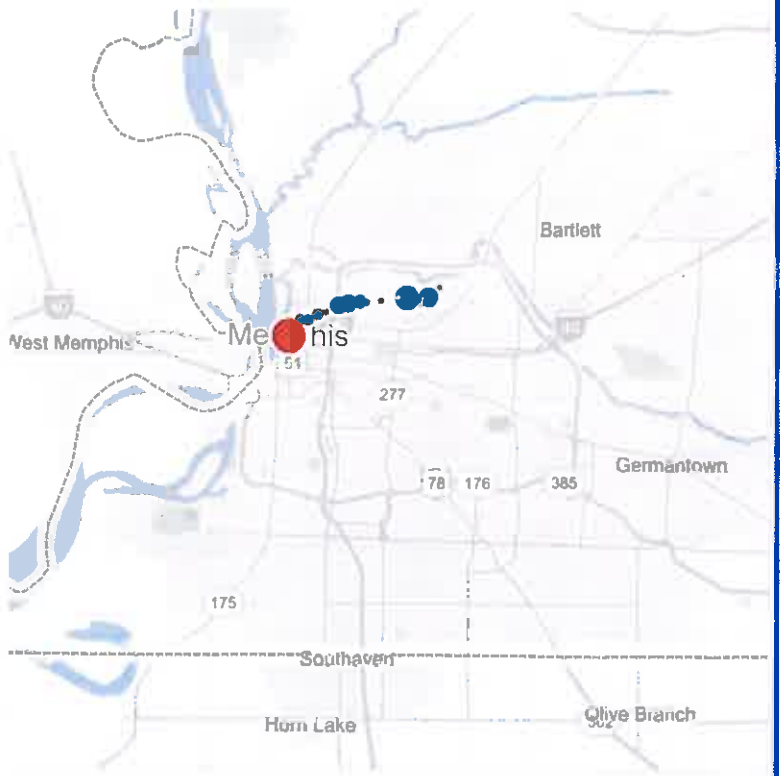 Bartlett
West Memphis
Me his
51
277
Germantown
78
176
385
175
Southaven
Horn Lake
Olive Branch